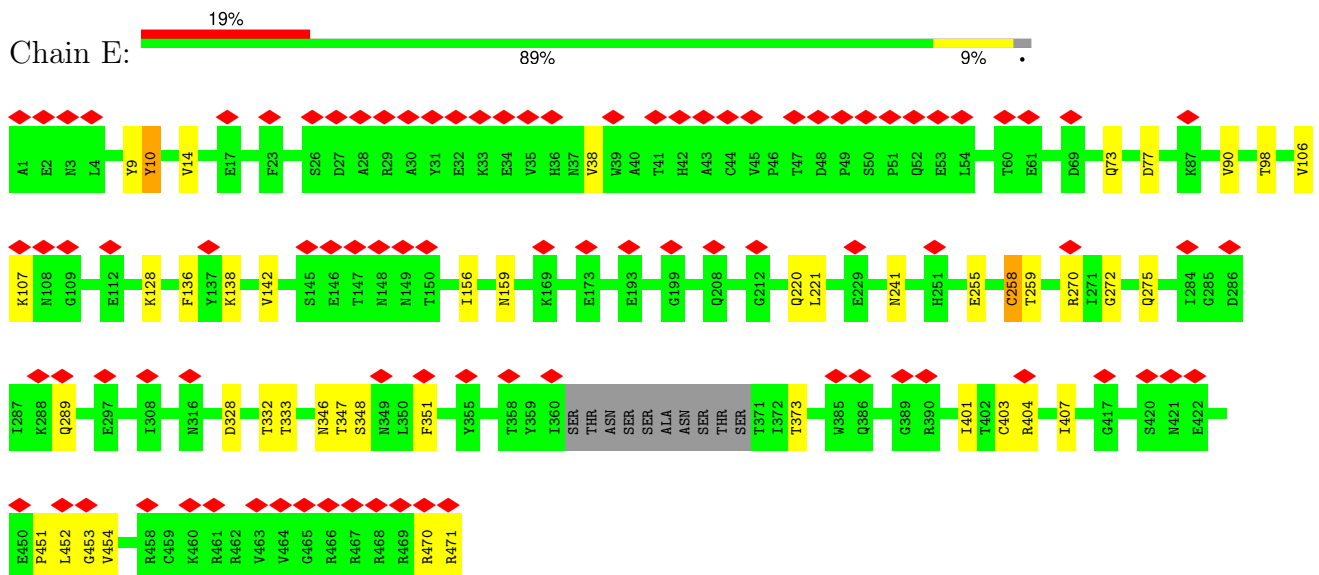 19%
Chain E:
89% 9% •
A1 E2 N3 L4 Y9 Y10 V14 E17 F23 S26 D27 A28 R29 A30 Y31 E32 K33 E34 V35 H36 N37 V38 W39 A40 T41 H42 A43 C44 V45 P46 T47 D48 P49 S50 P51 Q52 E53 L54 T60 E61 D69 Q73 D77 K87 V90 T98 V106
K107 N108 G109 E112 K128 F136 Y137 K138 V142 S145 E146 T147 N148 N149 T150 I156 N159 K169 E173 E193 G199 Q208 G212 Q220 L221 E229 N241 H251 E255 C258 T259 R270 I271 G272 Q275 I284 G285 D286
I287 K288 Q289 E297 I308 N316 D328 T332 T333 N346 T347 S348 N349 L350 F351 Y355 T358 Y359 I360 SER THR ASN SER SER ALA ASN SER THR SER T371 I372 T373 W385 Q386 G389 R390 I401 T402 C403 R404 I407 G417 S420 N421 E422
E450 P451 L452 G453 V454 R458 C459 K460 R461 R462 V463 V464 G465 R466 R467 R468 R469 R470 R471